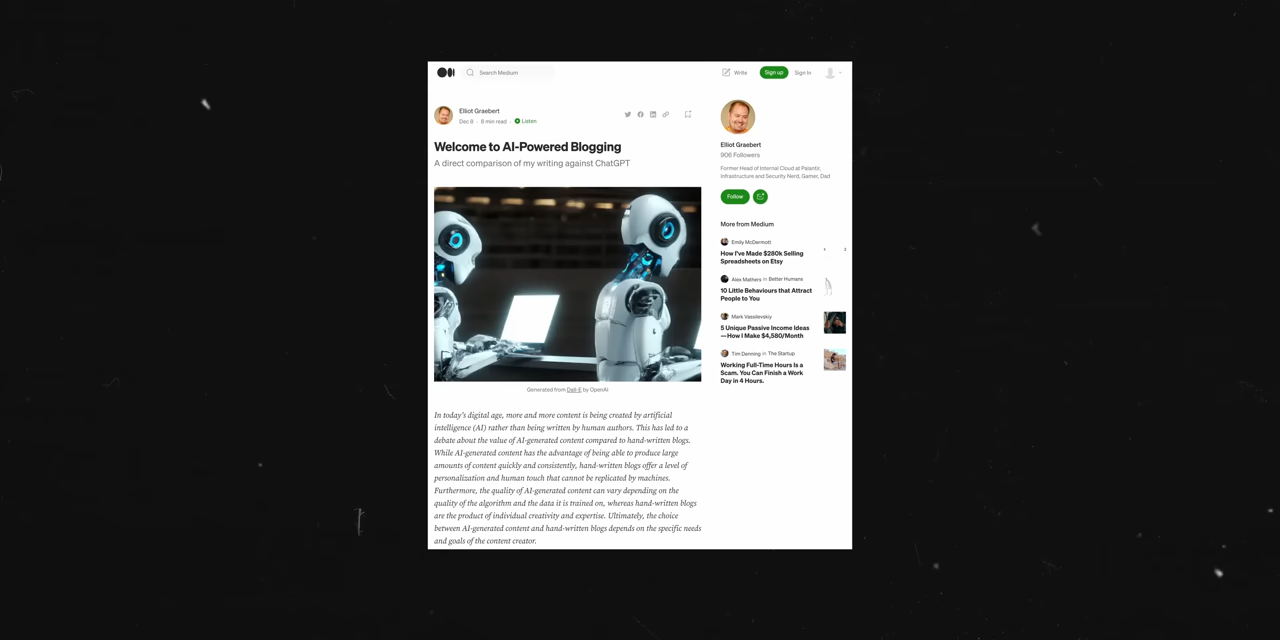 Search Medium
Write
Sign up
Sign In
Elliot Graebert
Dec 8 · 8 min read · Listen
Welcome to AI-Powered Blogging
A direct comparison of my writing against ChatGPT
Generated from Dall-E by OpenAI
In today's digital age, more and more content is being created by artificial
intelligence (AI) rather than being written by human authors. This has led to a
debate about the value of AI-generated content compared to hand-written blogs.
While AI-generated content has the advantage of being able to produce large
amounts of content quickly and consistently, hand-written blogs offer a level of
personalization and human touch that cannot be replicated by machines.
Furthermore, the quality of AI-generated content can vary depending on the
quality of the algorithm and the data it is trained on, whereas hand-written blogs
are the product of individual creativity and expertise. Ultimately, the choice
between AI-generated content and hand-written blogs depends on the specific needs
and goals of the content creator.
Elliot Graebert
906 Followers
Former Head of Internal Cloud at Palantir,
Infrastructure and Security Nerd, Gamer, Dad
Follow
More from Medium
Emily McDermott
How I've Made $280k Selling
Spreadsheets on Etsy
Alex Mathers in Better Humans
10 Little Behaviours that Attract
People to You
Mark Vassilevskiy
5 Unique Passive Income Ideas
— How I Make $4,580/Month
Tim Denning in The Startup
Working Full-Time Hours Is a
Scam. You Can Finish a Work
Day in 4 Hours.